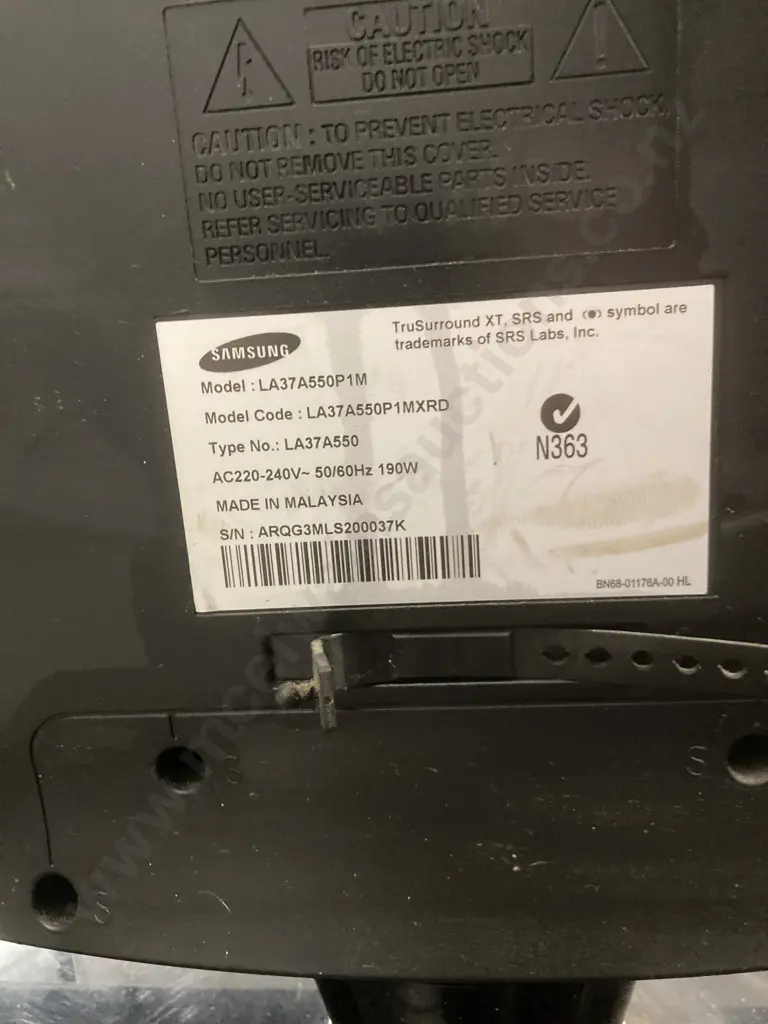 CAUTION
RISK OF ELECTRIC SHOCK
DO NOT OPEN
CAUTION : TO PREVENT ELECTRICAL SHOCK,
DO NOT REMOVE THIS COVER.
NO USER-SERVICEABLE PARTS INSIDE.
REFER SERVICING TO QUALIFIED SERVICE
PERSONNEL.
SAMSUNG
TruSurround XT, SRS and (●) symbol are
trademarks of SRS Labs, Inc.
Model : LA37A550P1M
Model Code : LA37A550P1MXRD
Type No.: LA37A550
AC220-240V~ 50/60Hz 190W
MADE IN MALAYSIA
S/N : ARQG3MLS200037K
N363
BN68-01176A-00 HL
S
S
S